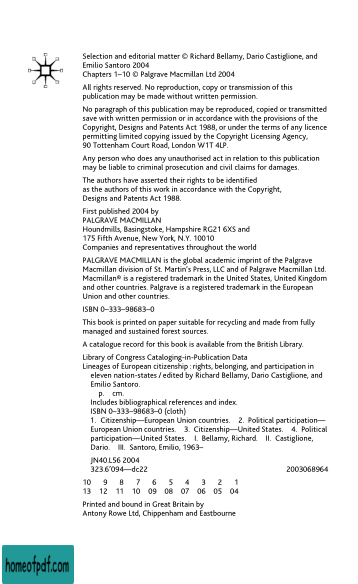 Selection and editorial matter © Richard Bellamy, Dario Castiglione, and
Emilio Santoro 2004
Chapters 1–10 © Palgrave Macmillan Ltd 2004
All rights reserved. No reproduction, copy or transmission of this
publication may be made without written permission.
No paragraph of this publication may be reproduced, copied or transmitted
save with written permission or in accordance with the provisions of the
Copyright, Designs and Patents Act 1988, or under the terms of any licence
permitting limited copying issued by the Copyright Licensing Agency,
90 Tottenham Court Road, London W1T 4LP.
Any person who does any unauthorised act in relation to this publication
may be liable to criminal prosecution and civil claims for damages.
The authors have asserted their rights to be identified
as the authors of this work in accordance with the Copyright,
Designs and Patents Act 1988.
First published 2004 by
PALGRAVE MACMILLAN
Houndmills, Basingstoke, Hampshire RG21 6XS and
175 Fifth Avenue, New York, N.Y. 10010
Companies and representatives throughout the world
PALGRAVE MACMILLAN is the global academic imprint of the Palgrave
Macmillan division of St. Martin's Press, LLC and of Palgrave Macmillan Ltd.
Macmillan® is a registered trademark in the United States, United Kingdom
and other countries. Palgrave is a registered trademark in the European
Union and other countries.
ISBN 0–333–98683–0
This book is printed on paper suitable for recycling and made from fully
managed and sustained forest sources.
A catalogue record for this book is available from the British Library.
Library of Congress Cataloging-in-Publication Data
Lineages of European citizenship : rights, belonging, and participation in
eleven nation-states / edited by Richard Bellamy, Dario Castiglione, and
Emilio Santoro.
p. cm.
Includes bibliographical references and index.
ISBN 0–333–98683–0 (cloth)
1. Citizenship—European Union countries. 2. Political participation—
European Union countries. 3. Citizenship—United States. 4. Political
participation—United States. I. Bellamy, Richard. II. Castiglione,
Dario. III. Santoro, Emilio, 1963–
JN40.L56 2004
323.6'094—dc22 2003068964
10 9 8 7 6 5 4 3 2 1
13 12 11 10 09 08 07 06 05 04
Printed and bound in Great Britain by
Antony Rowe Ltd, Chippenham and Eastbourne
homeofpdf.com